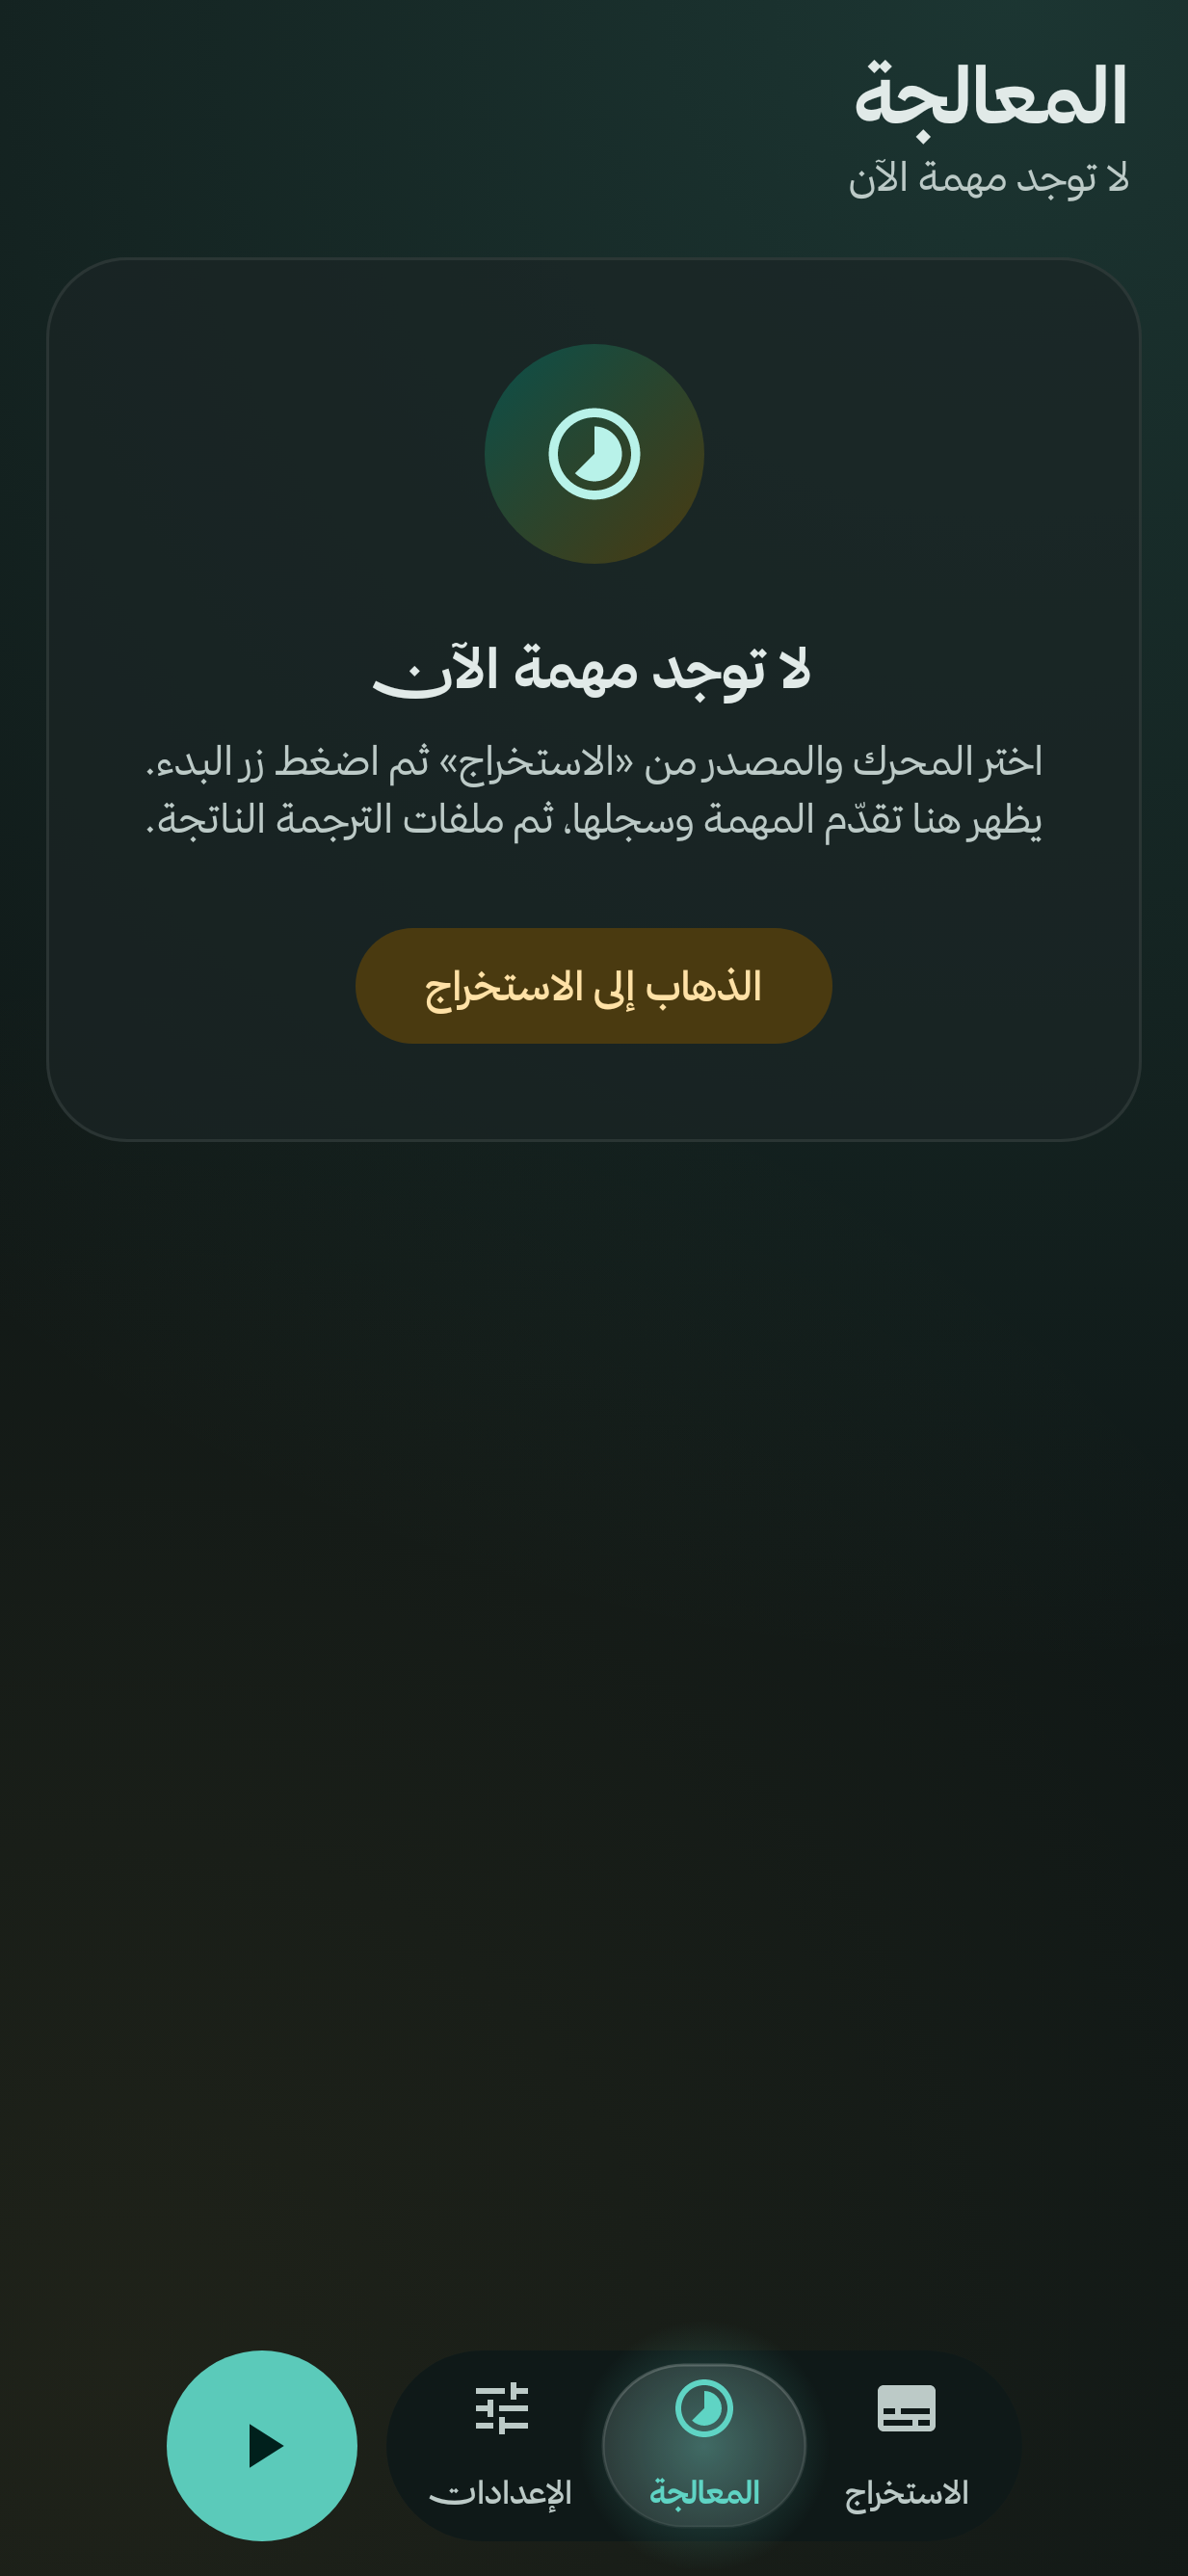 المعالجة
لا توجد مهمة الآن
لا توجد مهمة الآن
اختر المحرك والمصدر من «الاستخراج» ثم اضغط زر البدء.
يظهر هنا تقدّم المهمة وسجلها، ثم ملفات الترجمة الناتجة.
الذهاب إلى الاستخراج
الاستخراج
المعالجة
الإعدادات